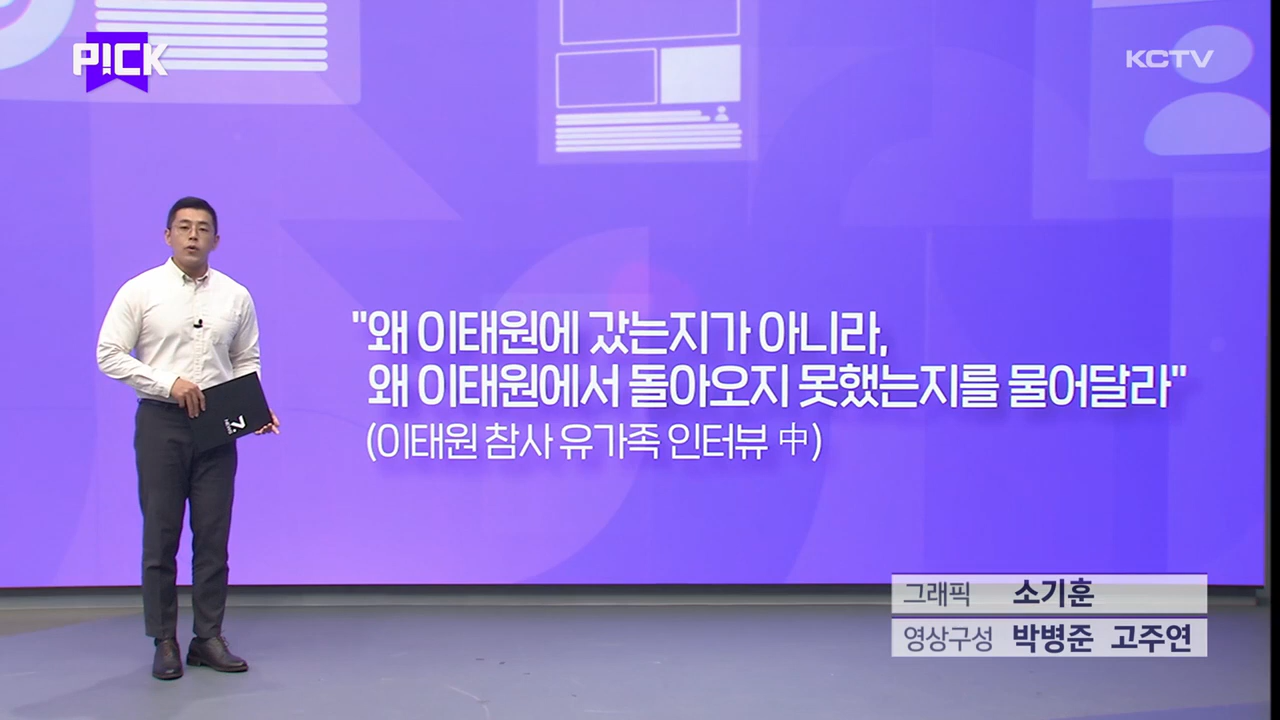 P!CK
KCTV
"왜 이태원에 갔는지가 아니라,
왜 이태원에서 돌아오지 못했는지를 물어달라"
(이태원 참사 유가족 인터뷰 中)
7.
그래픽 소기훈
영상구성 박병준 고주연